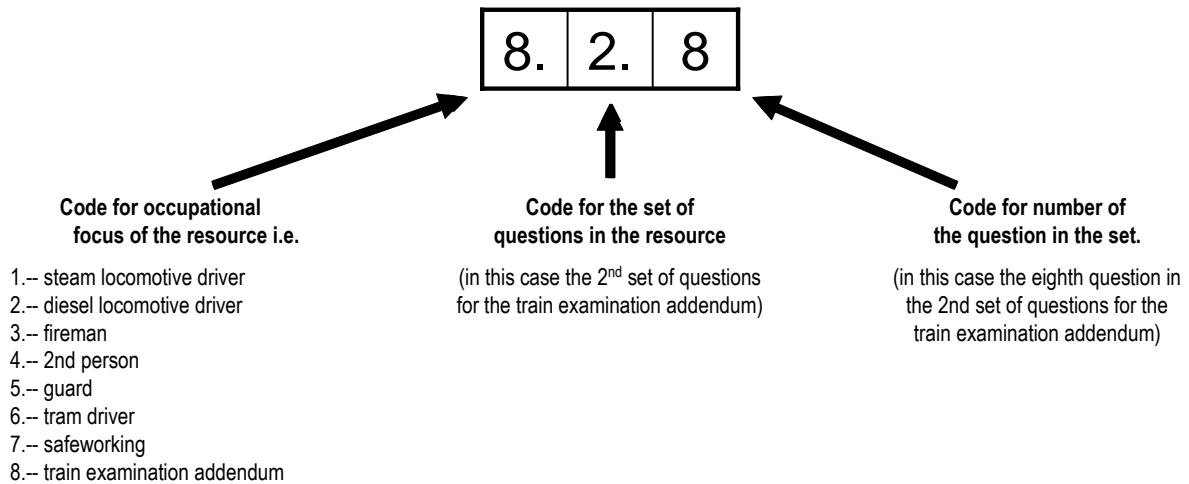 8. 2. 8
Code for occupational
focus of the resource i.e.
1.-- steam locomotive driver
2.-- diesel locomotive driver
3.-- fireman
4.-- 2nd person
5.-- guard
6.-- tram driver
7.-- safeworking
8.-- train examination addendum
Code for the set of
questions in the resource
(in this case the 2nd set of questions
for the train examination addendum)
Code for number of
the question in the set.
(in this case the eighth question in
the 2nd set of questions for the
train examination addendum)